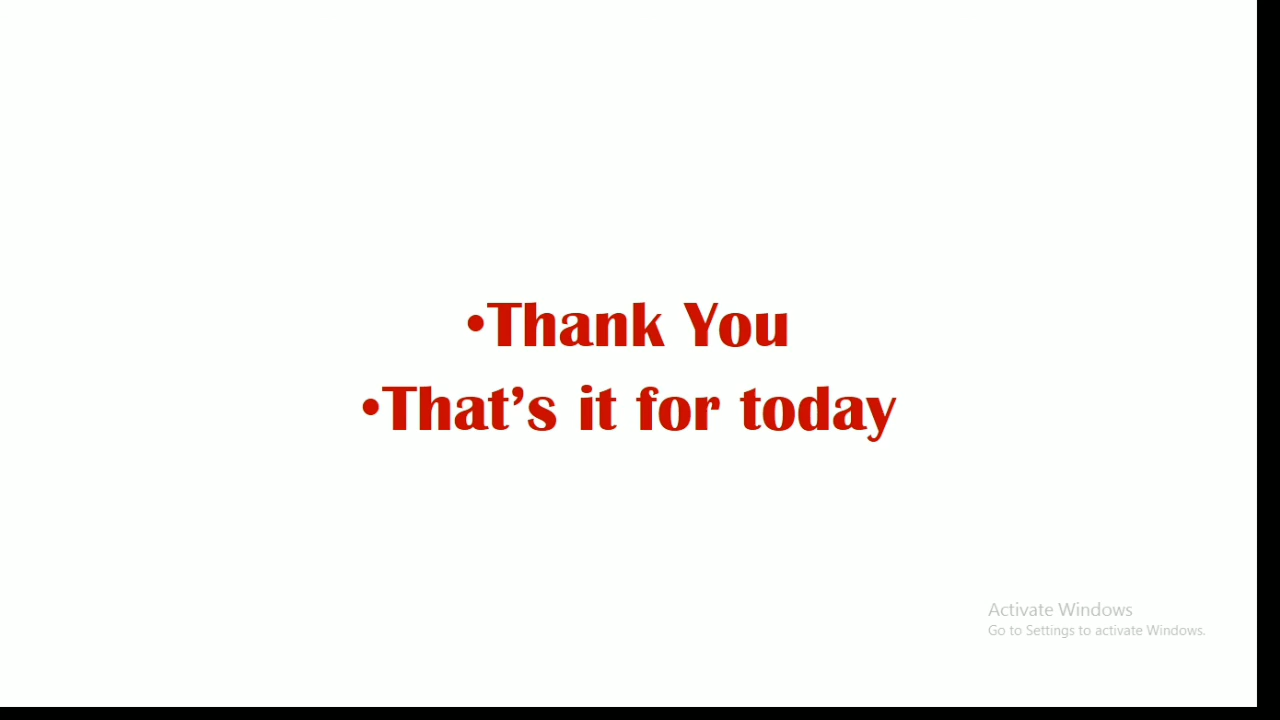 •Thank You
•That’s it for today
Activate Windows
Go to Settings to activate Windows.